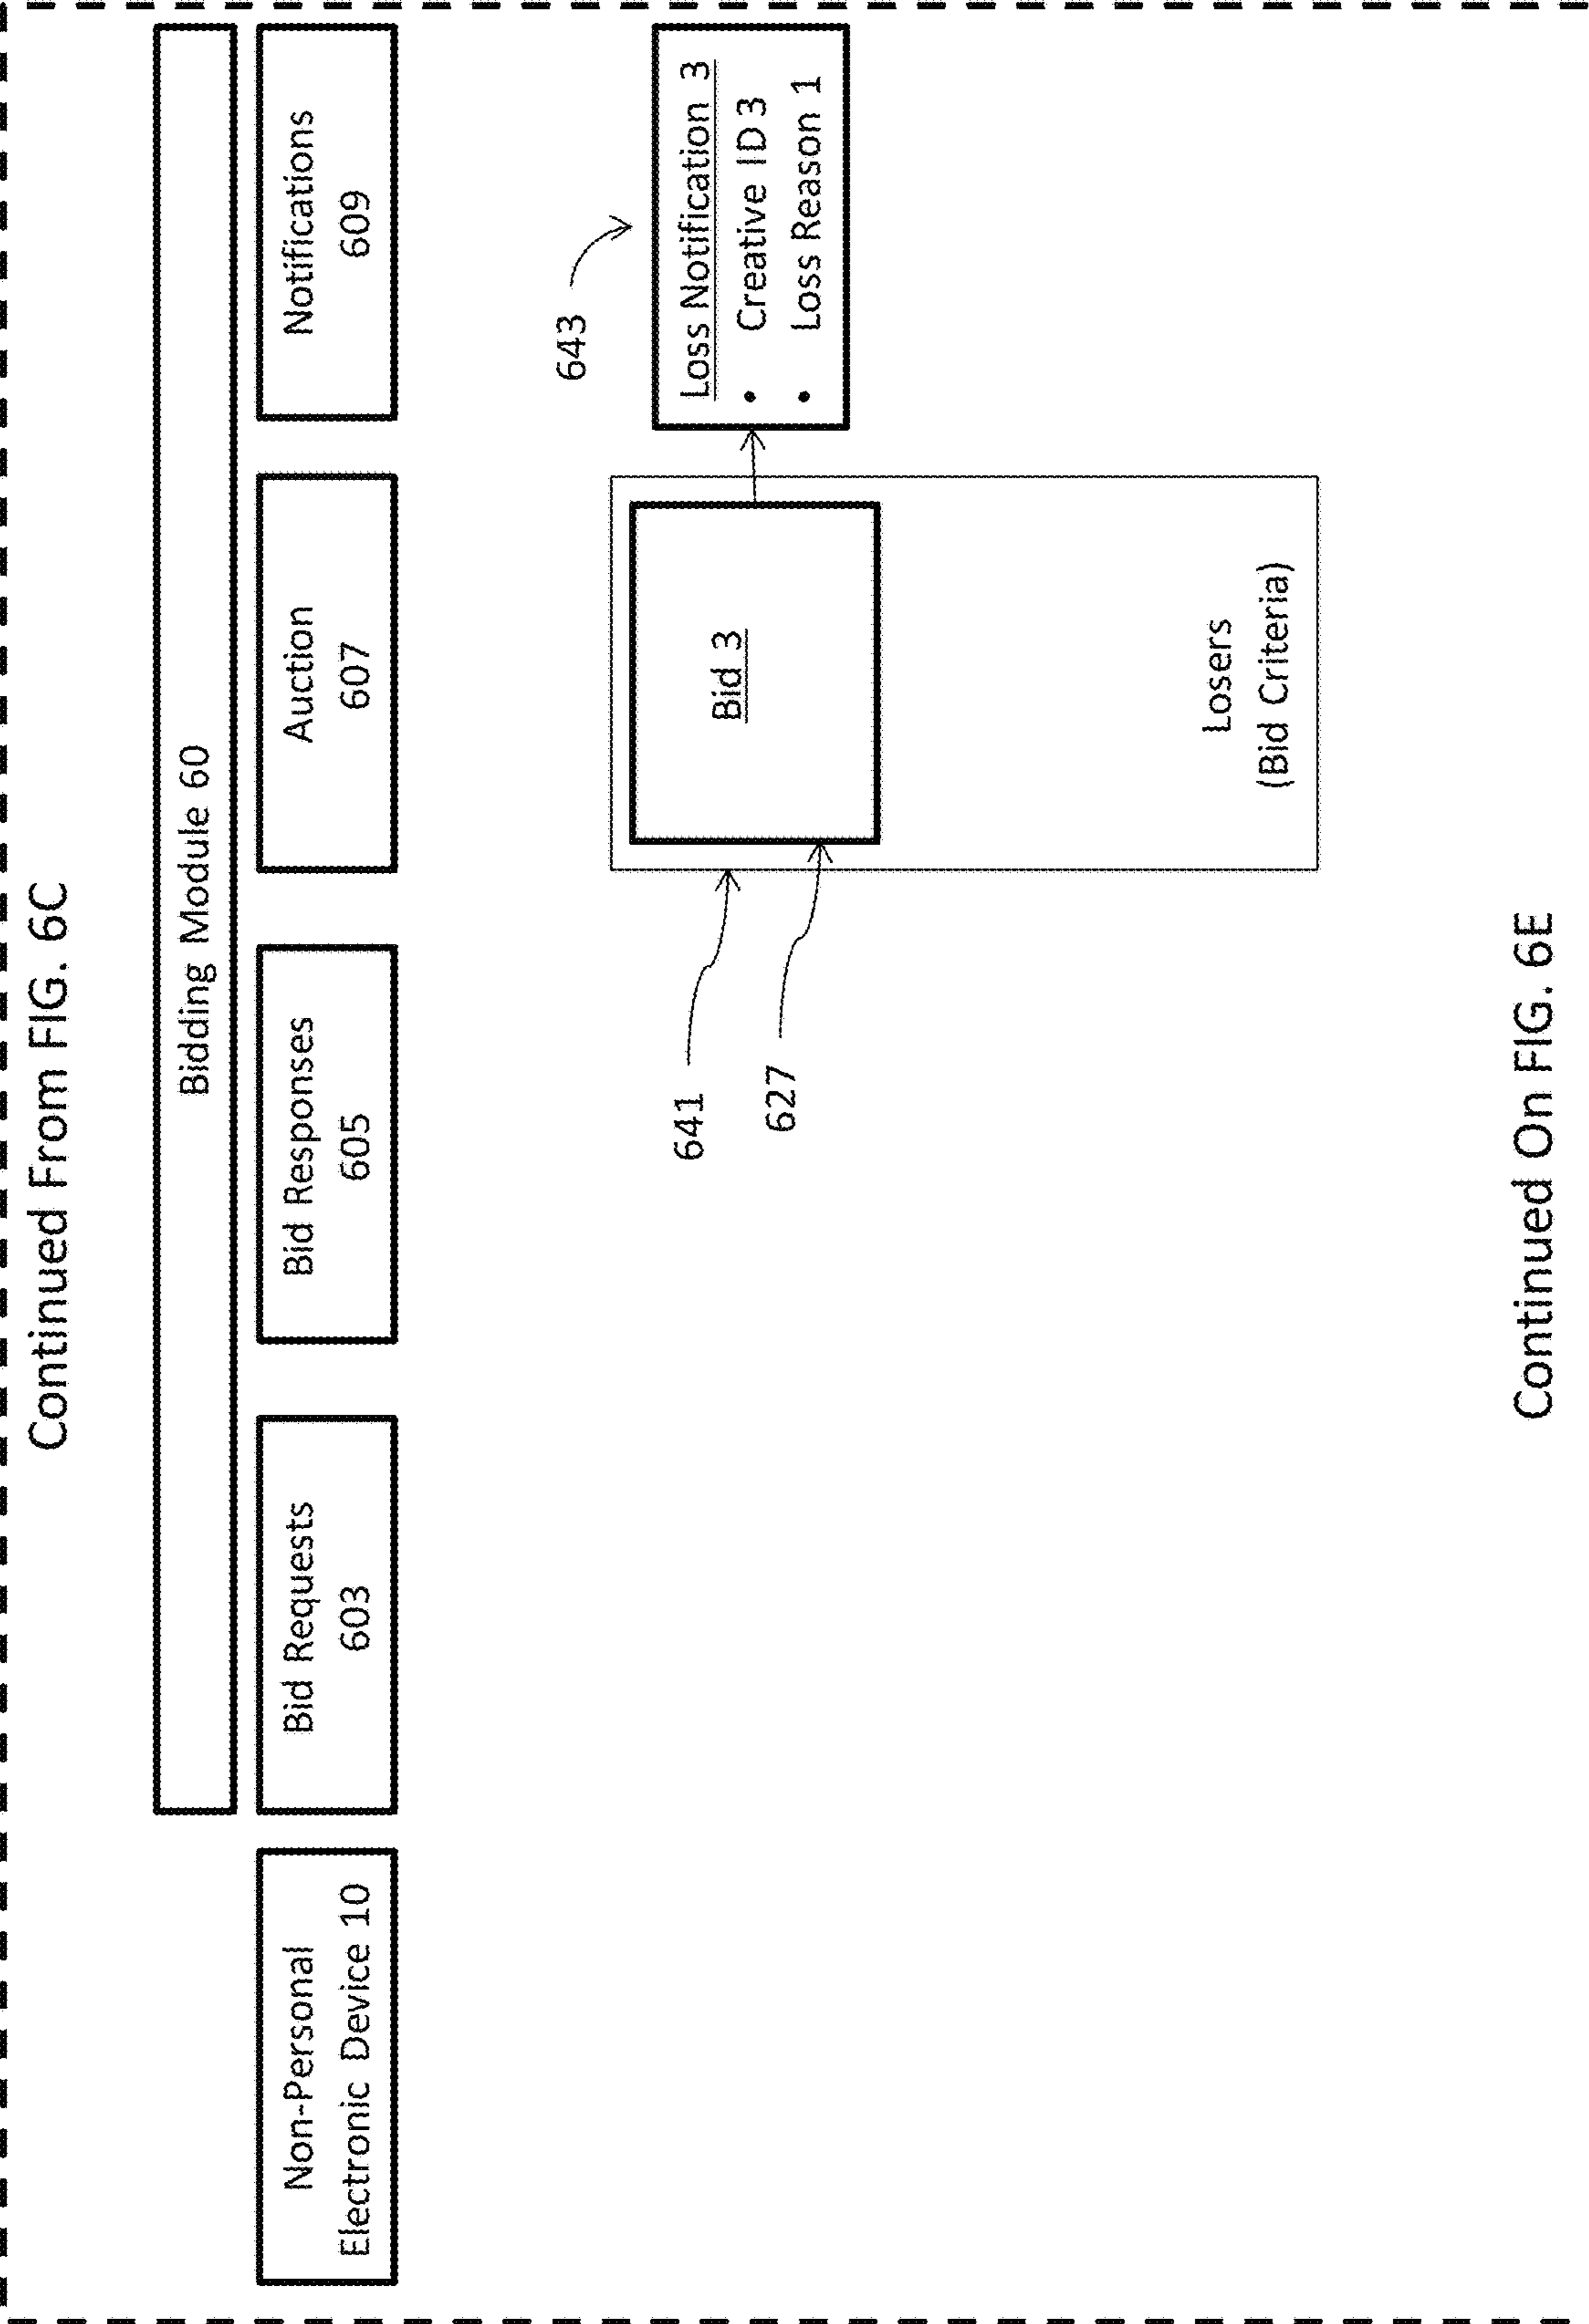 Continued From FIG. 6C
Bidding Module 60
Non-Personal
Electronic Device 10
Bid Requests
603
Bid Responses
605
Auction
607
Notifications
609
643
641
627
Bid 3
Losers
(Bid Criteria)
Loss Notification 3
• Creative ID 3
• Loss Reason 1
Continued On FIG. 6E